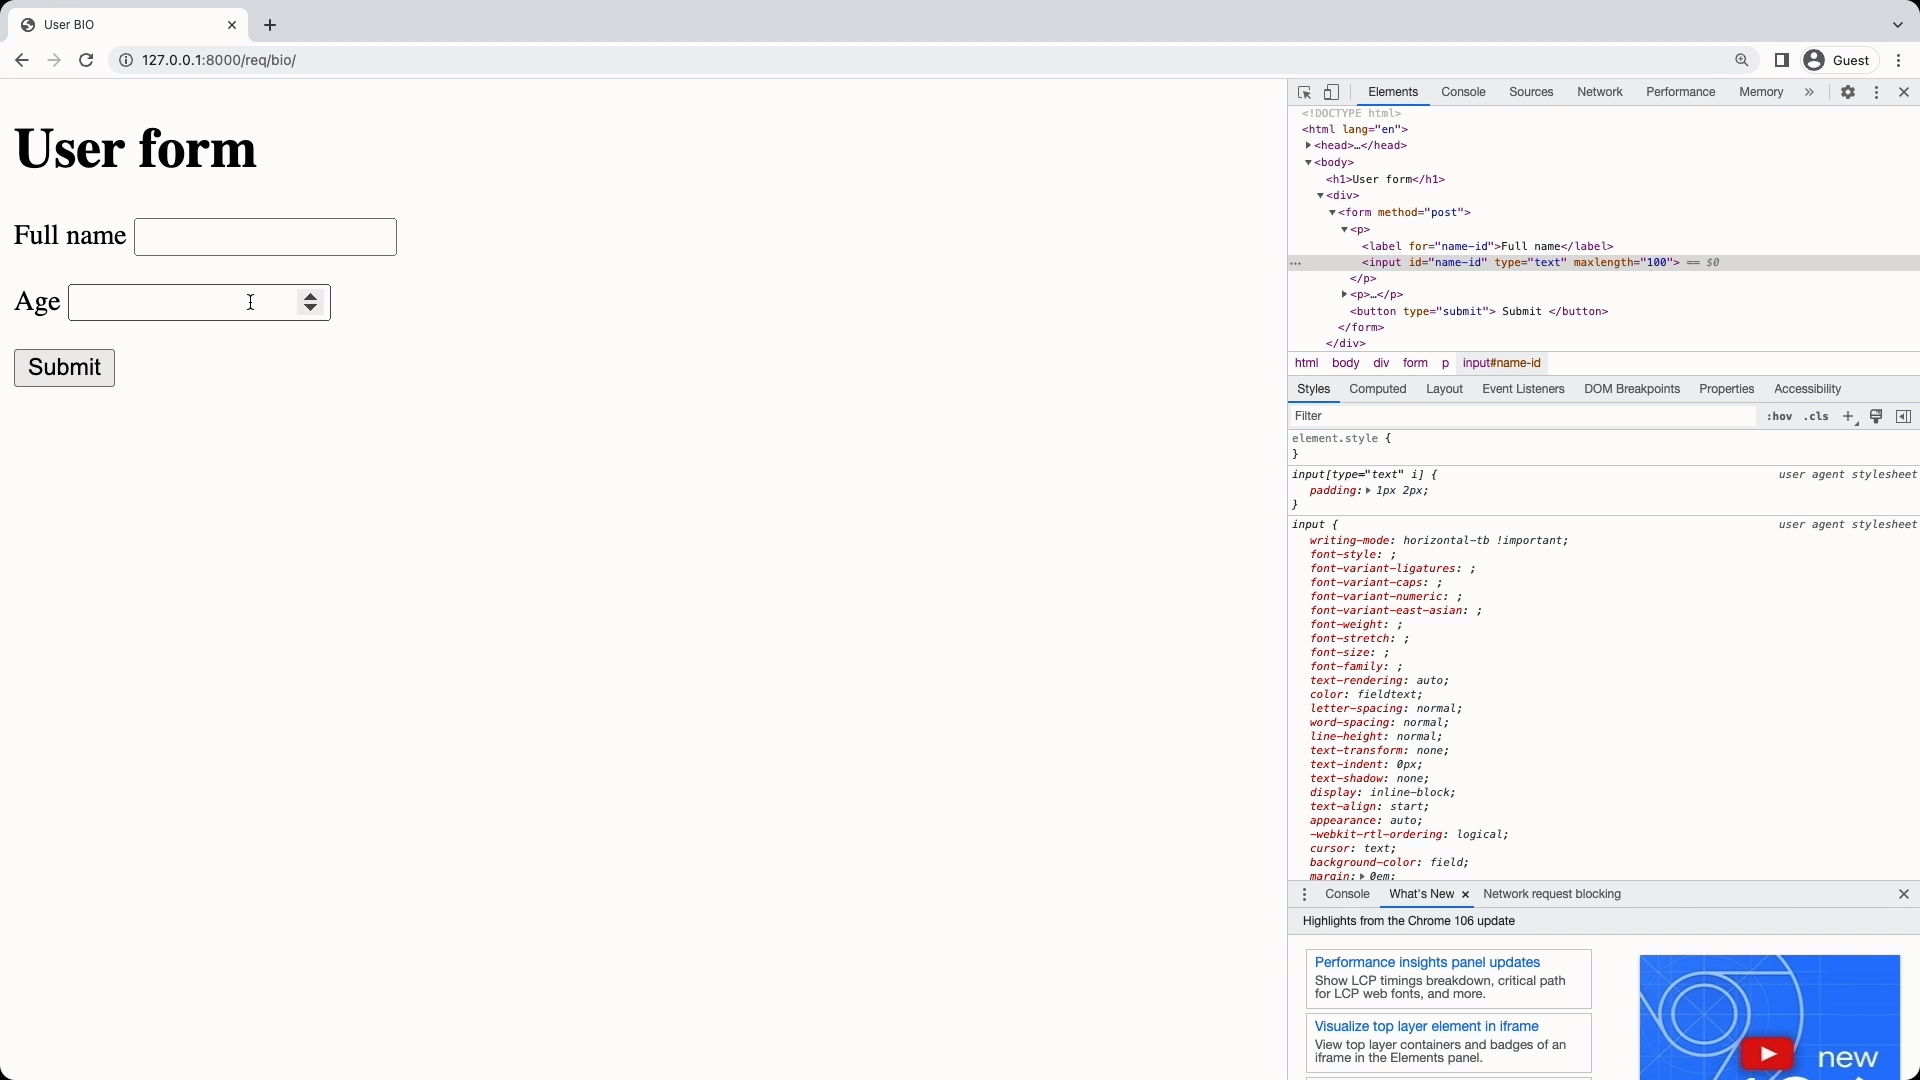 User BIO
127.0.0.1:8000/req/bio/
Guest
User form
Full name
Age
Submit
Elements Console Sources Network Performance Memory »
<!DOCTYPE html>
<html lang="en">
<head>…</head>
<body>
<h1>User form</h1>
<div>
<form method="post">
<p>
<label for="name-id">Full name</label>
<input id="name-id" type="text" maxlength="100"> == $0
</p>
<p>…</p>
<button type="submit"> Submit </button>
</form>
</div>
html body div form p input#name-id
Styles Computed Layout Event Listeners DOM Breakpoints Properties Accessibility
Filter :hov .cls
element.style {
}
input[type="text" i] { user agent stylesheet
padding: 1px 2px;
}
input { user agent stylesheet
writing-mode: horizontal-tb !important;
font-style: ;
font-variant-ligatures: ;
font-variant-caps: ;
font-variant-numeric: ;
font-variant-east-asian: ;
font-weight: ;
font-stretch: ;
font-size: ;
font-family: ;
text-rendering: auto;
color: fieldtext;
letter-spacing: normal;
word-spacing: normal;
line-height: normal;
text-transform: none;
text-indent: 0px;
text-shadow: none;
display: inline-block;
text-align: start;
appearance: auto;
-webkit-rtl-ordering: logical;
cursor: text;
background-color: field;
margin: 0em;
Console What's New Network request blocking
Highlights from the Chrome 106 update
Performance insights panel updates
Show LCP timings breakdown, critical path
for LCP web fonts, and more.
Visualize top layer element in iframe
View top layer containers and badges of an
iframe in the Elements panel.
new